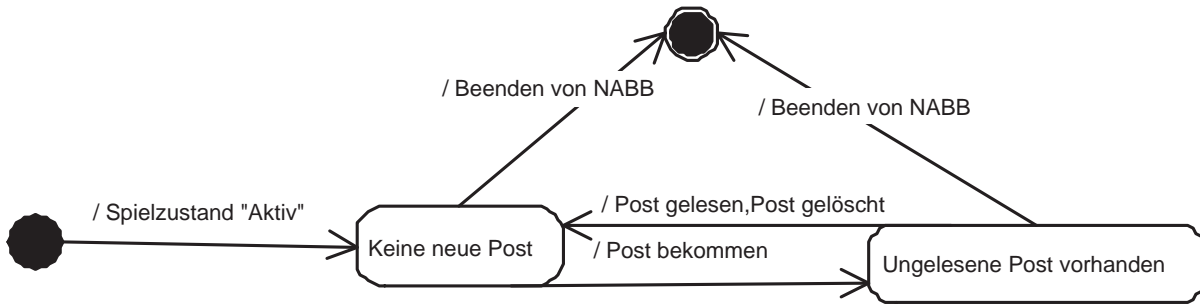 / Beenden von NABB
/ Beenden von NABB
/ Spielzustand "Aktiv"
/ Post gelesen,Post gelöscht
Keine neue Post
/ Post bekommen
Ungelesene Post vorhanden